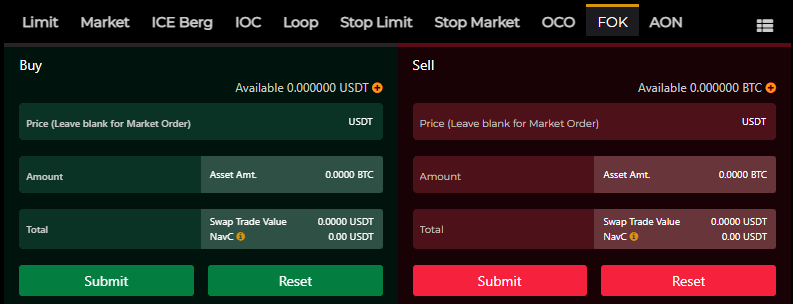 Limit Market ICE Berg IOC Loop Stop Limit Stop Market OCO FOK AON
Buy
Available 0.000000 USDT
Price (Leave blank for Market Order) USDT
Amount Asset Amt. 0.0000 BTC
Total Swap Trade Value 0.0000 USDT
NavC 0.00 USDT
Submit Reset
Sell
Available 0.000000 BTC
Price (Leave blank for Market Order) USDT
Amount Asset Amt. 0.0000 BTC
Total Swap Trade Value 0.0000 USDT
NavC 0.00 USDT
Submit Reset